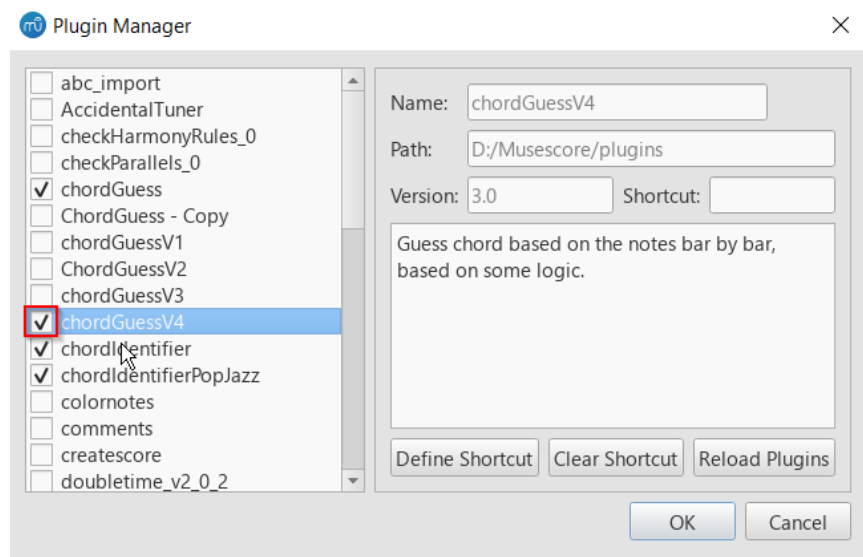 Plugin Manager
abc_import
AccidentalTuner
checkHarmonyRules_0
checkParallels_0
chordGuess
ChordGuess - Copy
chordGuessV1
ChordGuessV2
chordGuessV3
chordGuessV4
chordIdentifier
chordIdentifierPopJazz
colornotes
comments
createscore
doubletime_v2_0_2
Name: chordGuessV4
Path: D:/Musescore/plugins
Version: 3.0 Shortcut:
Guess chord based on the notes bar by bar,
based on some logic.
Define Shortcut Clear Shortcut Reload Plugins
OK Cancel